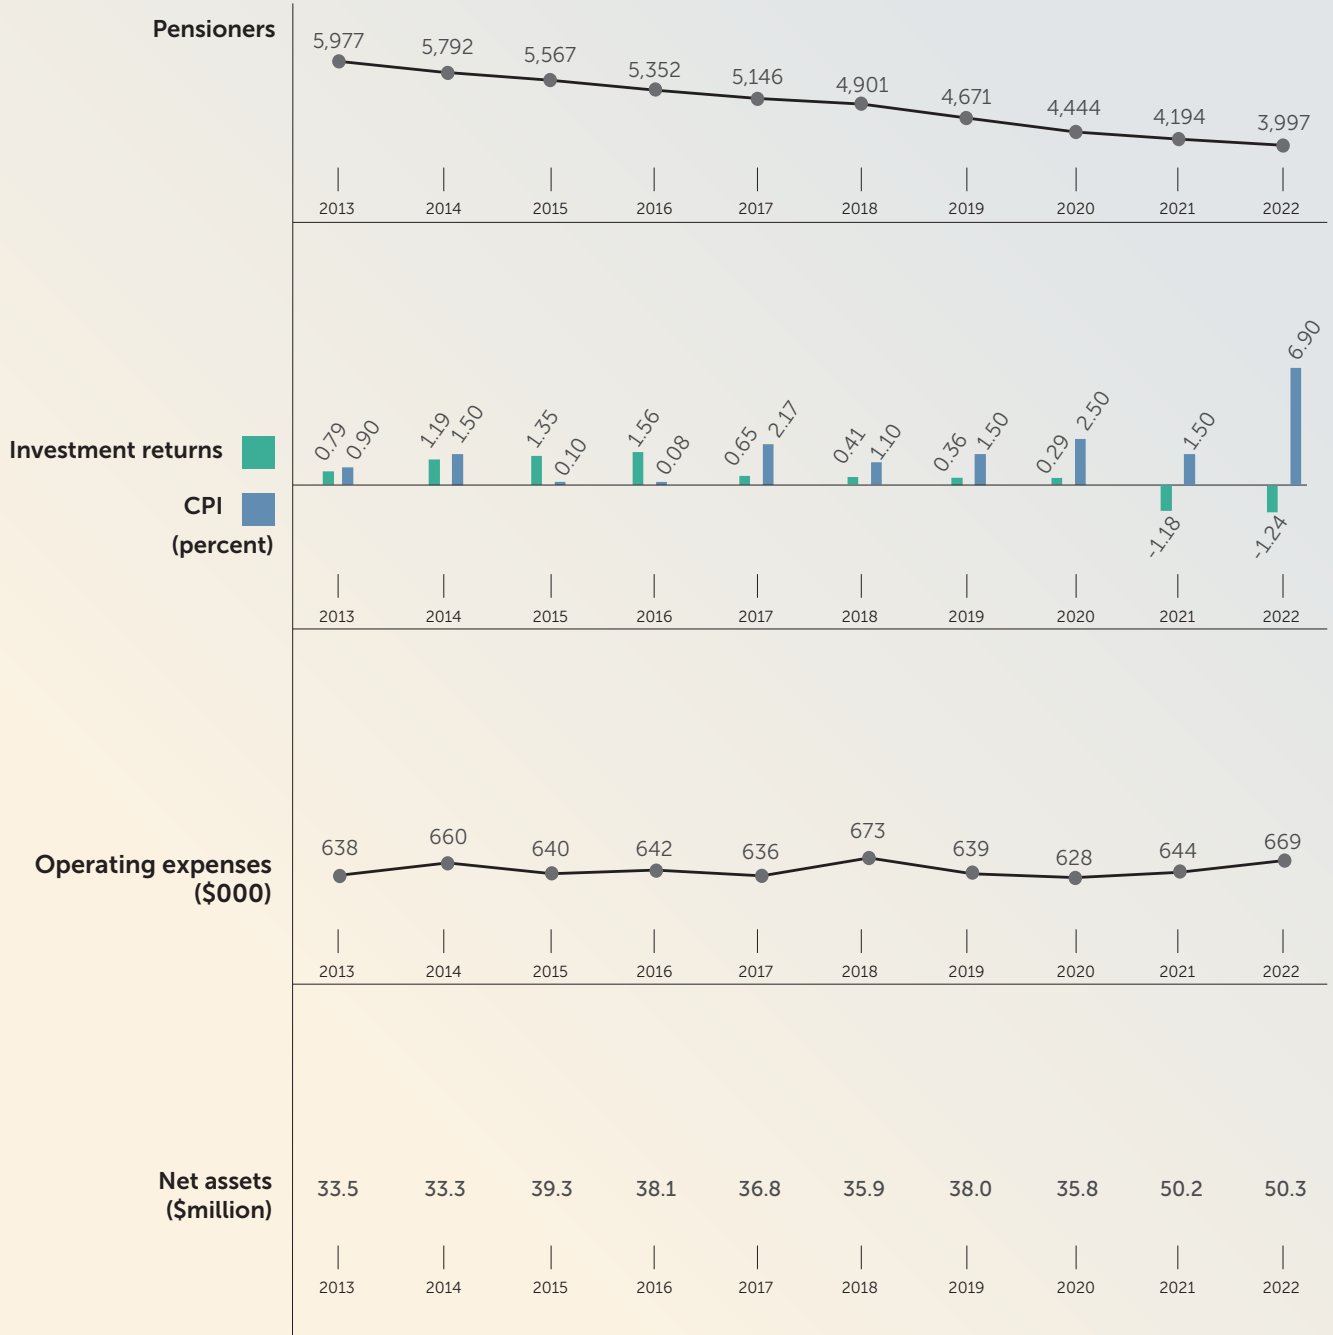 Pensioners
5,977 5,792 5,567 5,352 5,146 4,901 4,671 4,444 4,194 3,997
2013 2014 2015 2016 2017 2018 2019 2020 2021 2022
Investment returns
CPI
(percent)
0.79 0.90 1.19 1.50 1.35 0.10 1.56 0.08 0.65 2.17 0.41 1.10 0.36 1.50 0.29 2.50 -1.18 1.50 -1.24 6.90
2013 2014 2015 2016 2017 2018 2019 2020 2021 2022
Operating expenses
($000)
638 660 640 642 636 673 639 628 644 669
2013 2014 2015 2016 2017 2018 2019 2020 2021 2022
Net assets
($million)
33.5 33.3 39.3 38.1 36.8 35.9 38.0 35.8 50.2 50.3
2013 2014 2015 2016 2017 2018 2019 2020 2021 2022